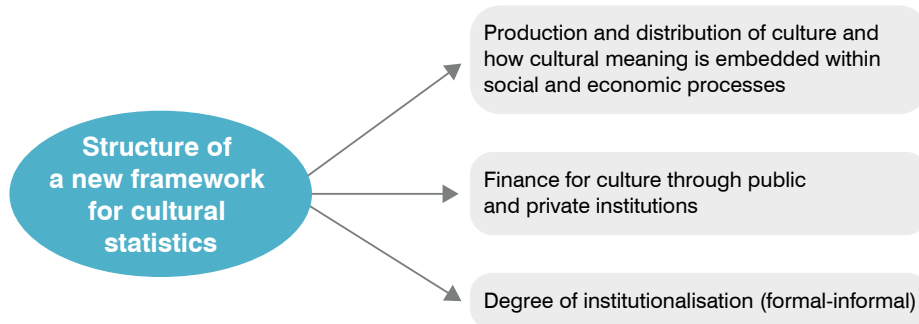 Structure of
a new framework
for cultural
statistics
Production and distribution of culture and
how cultural meaning is embedded within
social and economic processes
Finance for culture through public
and private institutions
Degree of institutionalisation (formal-informal)